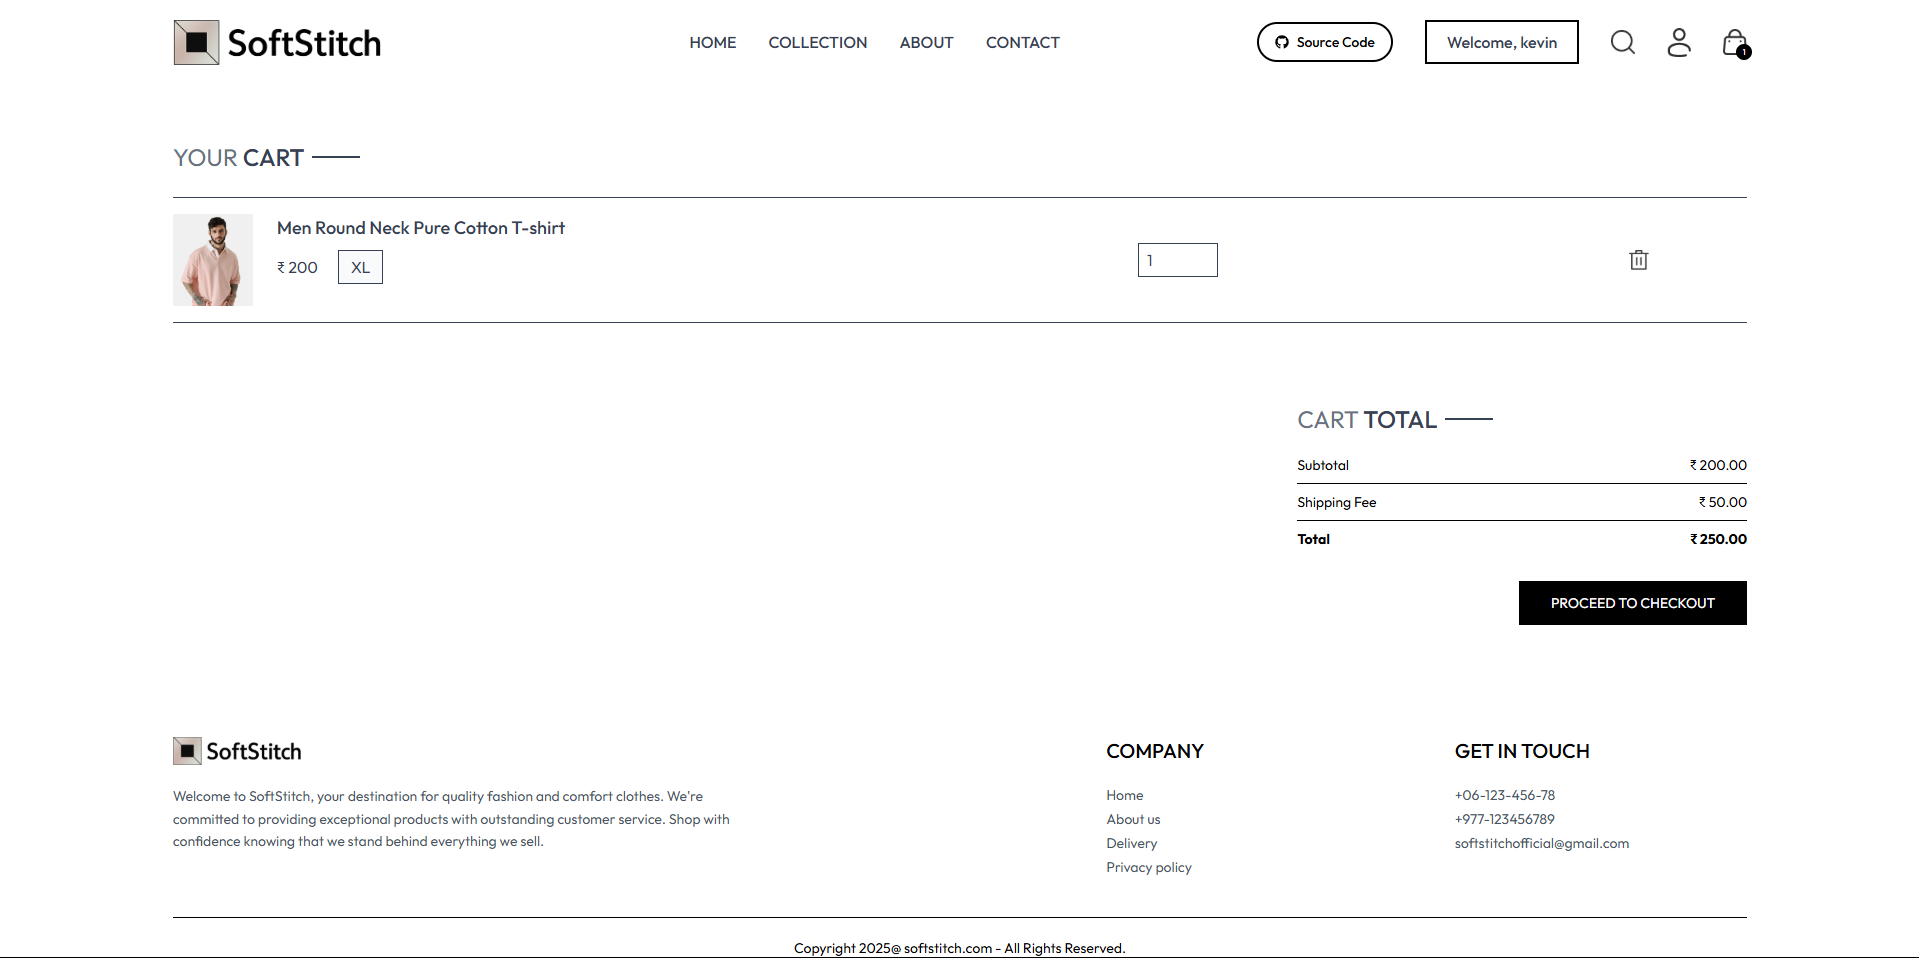 SoftStitch
HOME COLLECTION ABOUT CONTACT
Source Code
Welcome, kevin
1
YOUR CART
Men Round Neck Pure Cotton T-shirt
₹ 200 XL
1
CART TOTAL
Subtotal ₹ 200.00
Shipping Fee ₹ 50.00
Total ₹ 250.00
PROCEED TO CHECKOUT
SoftStitch
Welcome to SoftStitch, your destination for quality fashion and comfort clothes. We're
committed to providing exceptional products with outstanding customer service. Shop with
confidence knowing that we stand behind everything we sell.
COMPANY
Home
About us
Delivery
Privacy policy
GET IN TOUCH
+06-123-456-78
+977-123456789
softstitchofficial@gmail.com
Copyright 2025@ softstitch.com - All Rights Reserved.